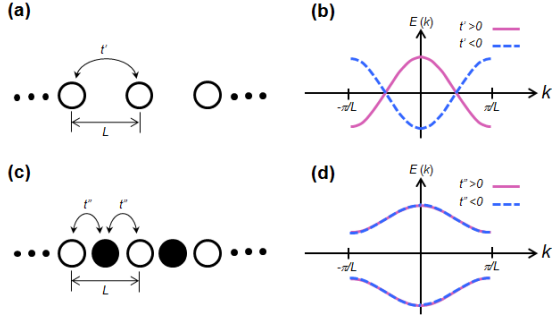 (a)
t'
L
(b)
E (k)
t' >0
t' <0
-π/L
π/L
k
(c)
t"
t"
L
(d)
E (k)
t" >0
t" <0
-π/L
π/L
k